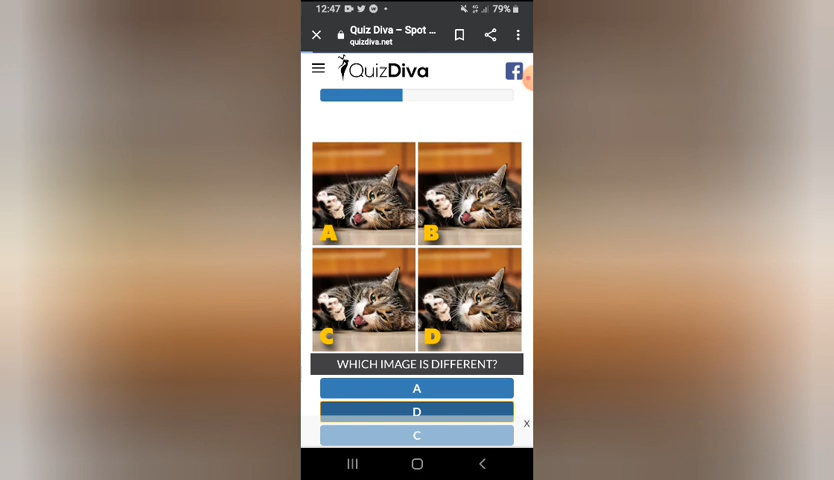 12:47 79%
Quiz Diva – Spot ...
quizdiva.net
QuizDiva
A B
C D
WHICH IMAGE IS DIFFERENT?
A
D
X
C